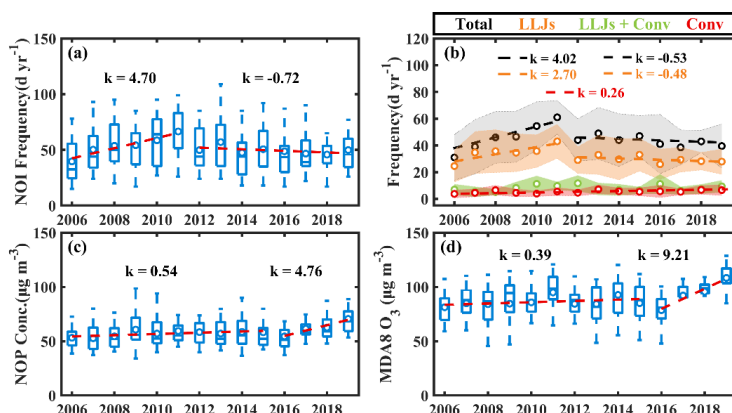 Total LLJs LLJs + Conv Conv
(a)
k = 4.70
k = -0.72
NOI Frequency(d yr⁻¹)
150
100
50
0
2006 2008 2010 2012 2014 2016 2018
(b)
k = 4.02
k = -0.53
k = 2.70
k = -0.48
k = 0.26
Frequency(d yr⁻¹)
120
100
80
60
40
20
0
2006 2008 2010 2012 2014 2016 2018
(c)
k = 0.54
k = 4.76
NOP Conc.(µg m⁻³)
150
100
50
0
2006 2008 2010 2012 2014 2016 2018
(d)
k = 0.39
k = 9.21
MDA8 O₃ (µg m⁻³)
150
100
50
0
2006 2008 2010 2012 2014 2016 2018